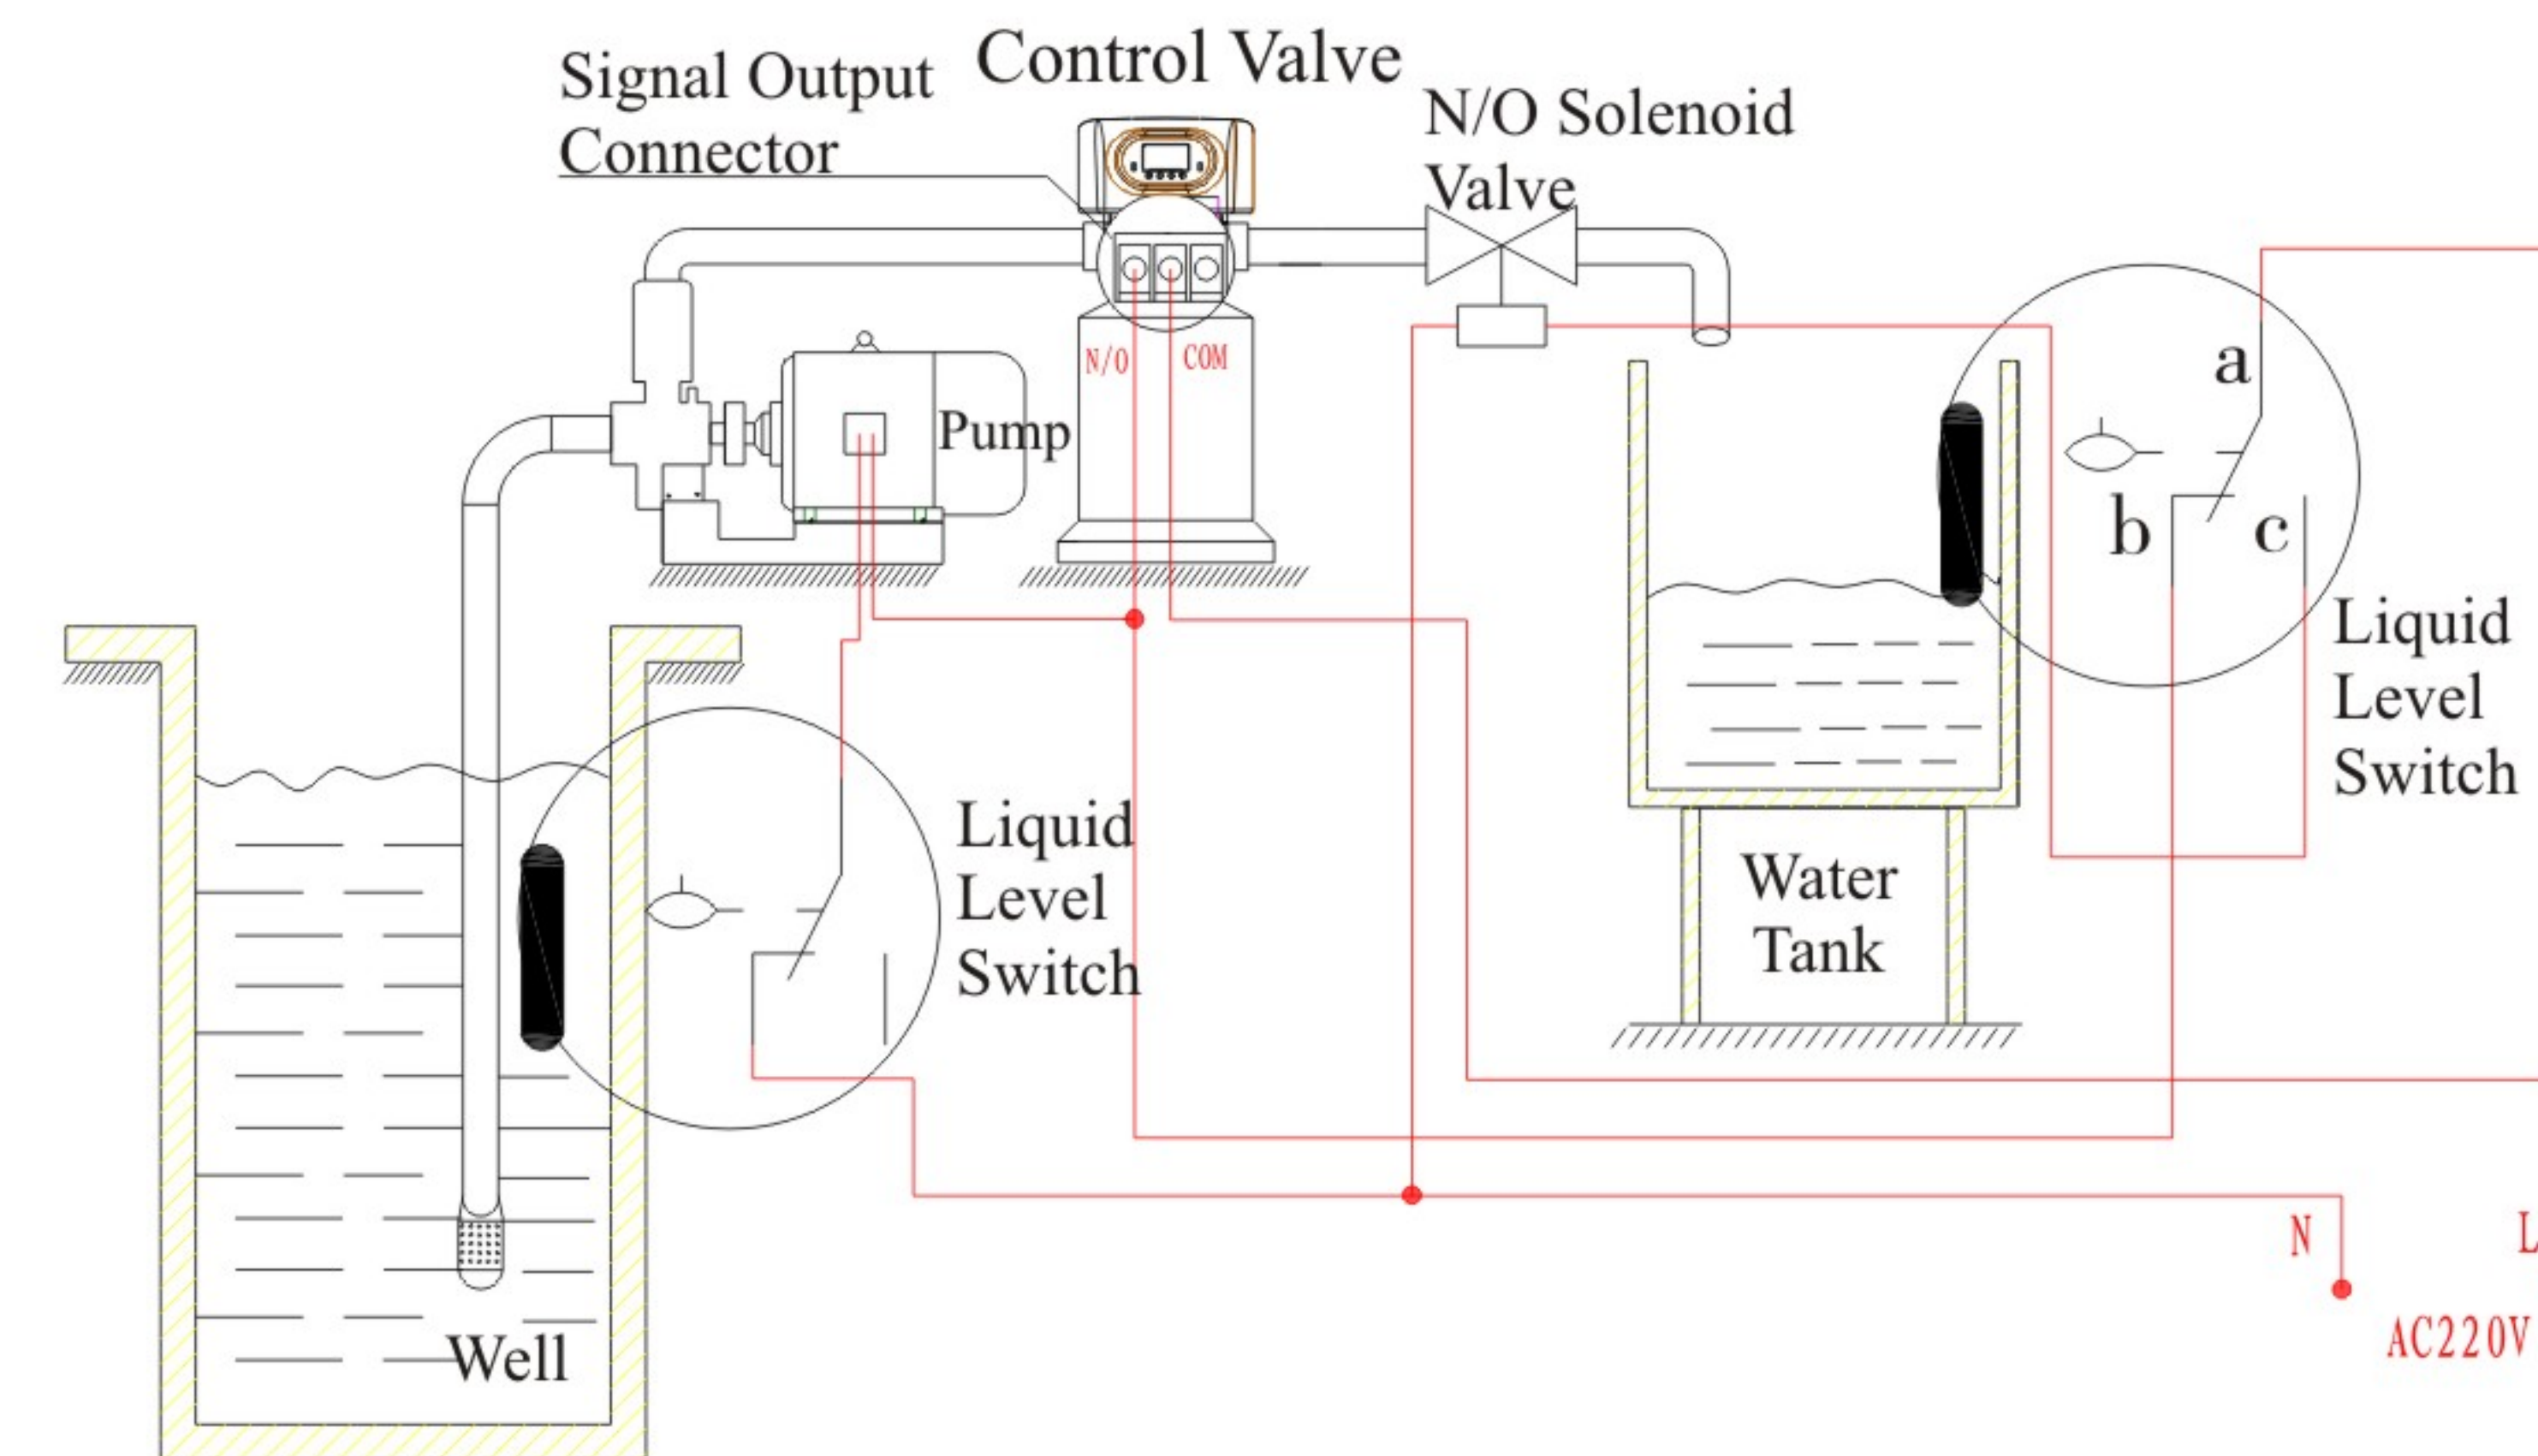 Signal Output
Connector
Control Valve
N/O Solenoid
Valve
N/O
COM
Pump
a
b
c
Liquid
Level
Switch
Liquid
Level
Switch
Water
Tank
Well
N
L
AC220V